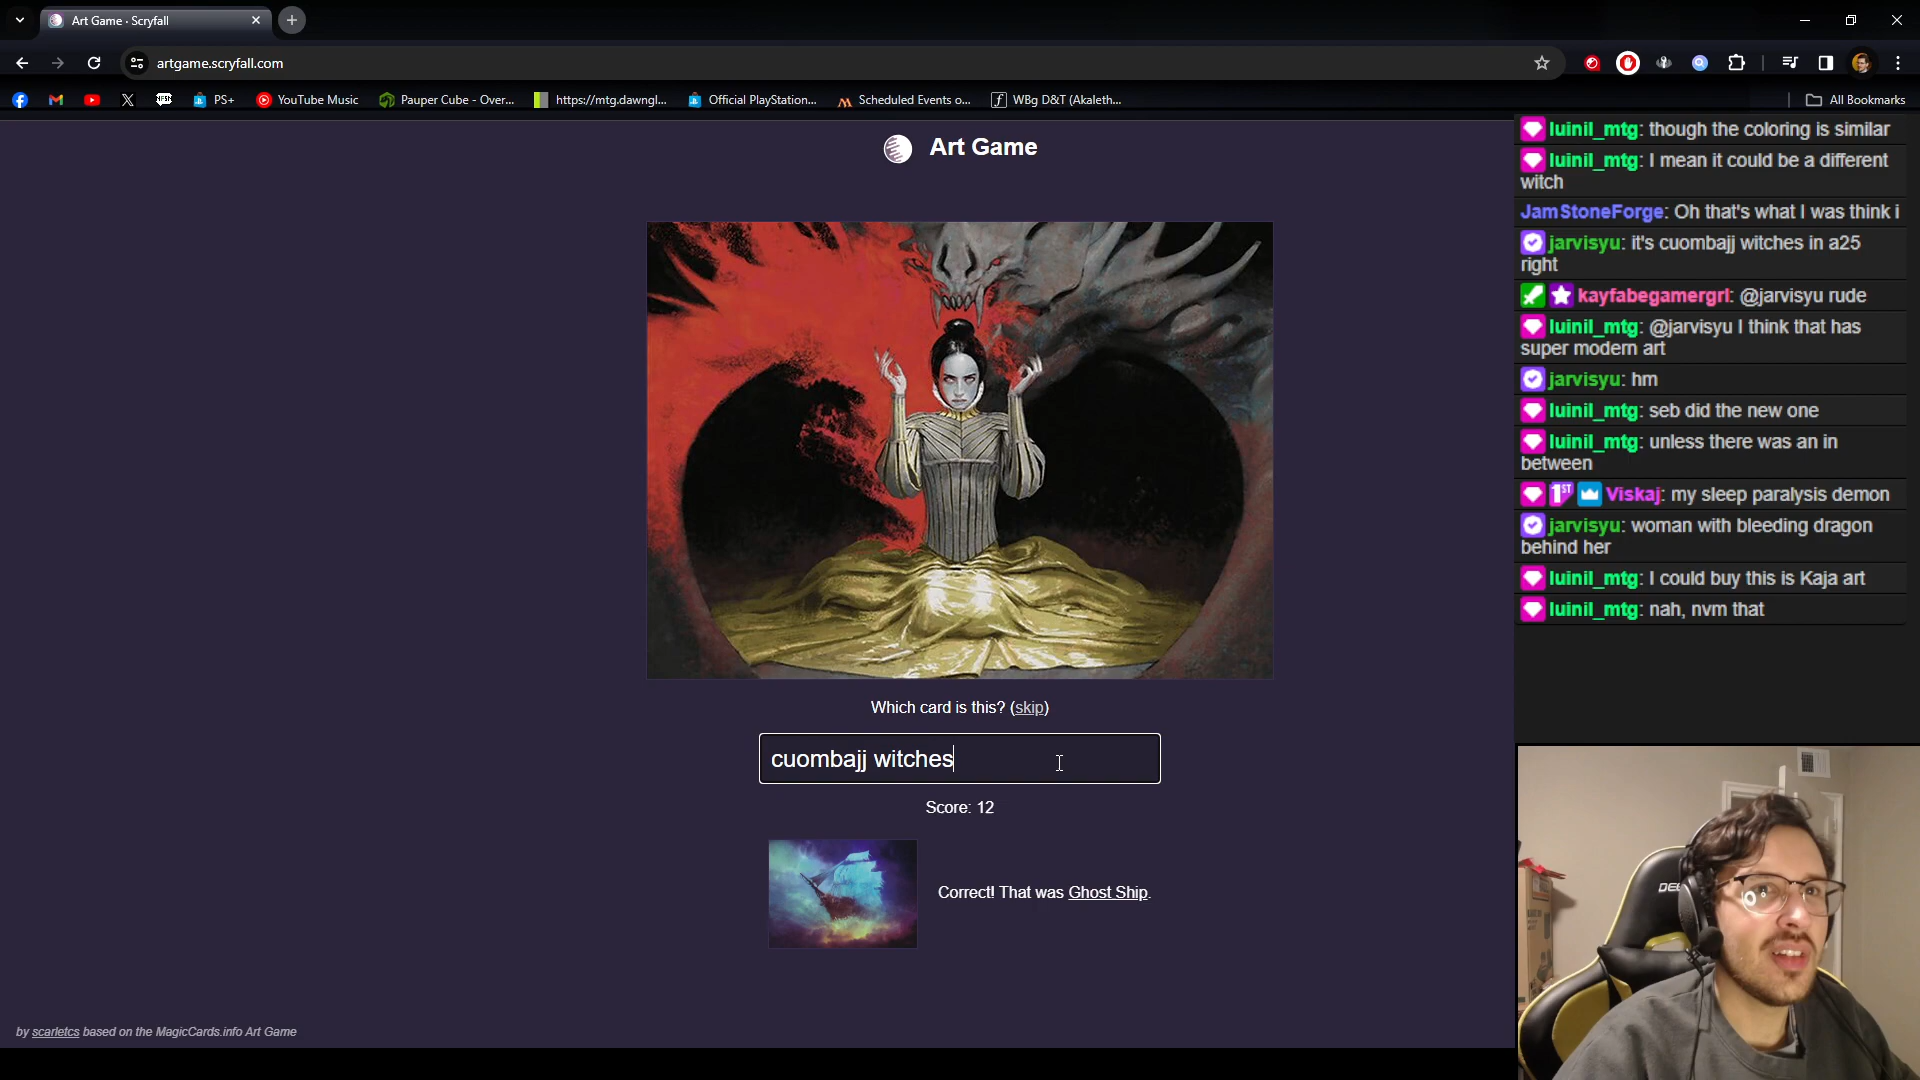 Art Game · Scryfall
artgame.scryfall.com
PS+
YouTube Music
Pauper Cube - Over...
https://mtg.dawngl...
Official PlayStation...
Scheduled Events o...
WBg D&T (Akaleth...
All Bookmarks
Art Game
Which card is this? (skip)
cuombajj witches
Score: 12
Correct! That was Ghost Ship.
by scarletcs based on the MagicCards.info Art Game
luinil_mtg: though the coloring is similar
luinil_mtg: I mean it could be a different
witch
JamStoneForge: Oh that's what I was think i
jarvisyu: it's cuombajj witches in a25
right
kayfabegamergrl: @jarvisyu rude
luinil_mtg: @jarvisyu I think that has
super modern art
jarvisyu: hm
luinil_mtg: seb did the new one
luinil_mtg: unless there was an in
between
1ST Viskaj: my sleep paralysis demon
jarvisyu: woman with bleeding dragon
behind her
luinil_mtg: I could buy this is Kaja art
luinil_mtg: nah, nvm that